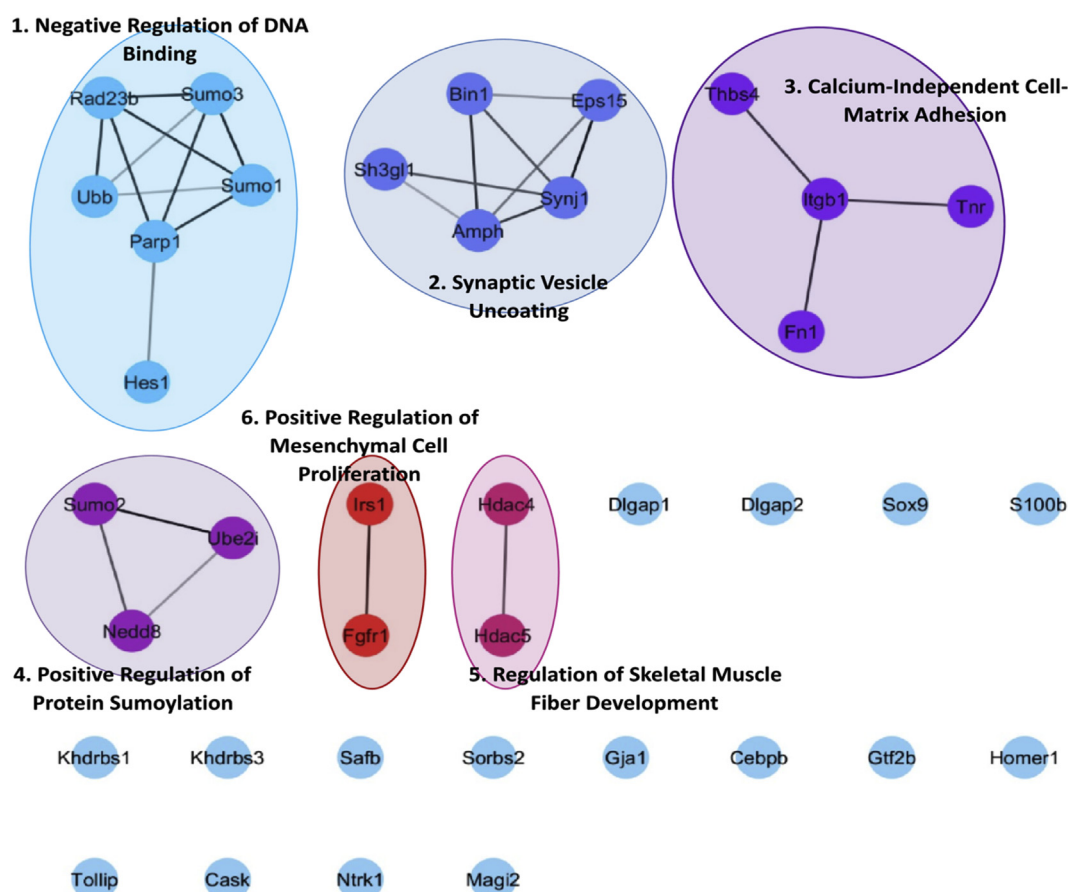 1. Negative Regulation of DNA
Binding
Rad23b
Sumo3
Ubb
Sumo1
Parp1
Hes1
Bin1
Eps15
Sh3gl1
Synj1
Amph
2. Synaptic Vesicle
Uncoating
3. Calcium-Independent Cell-
Matrix Adhesion
Thbs4
Itgb1
Tnr
Fn1
6. Positive Regulation of
Mesenchymal Cell
Proliferation
Sumo2
Ube2i
Nedd8
4. Positive Regulation of
Protein Sumoylation
Irs1
Fgfr1
Hdac4
Hdac5
5. Regulation of Skeletal Muscle
Fiber Development
Dlgap1
Dlgap2
Sox9
S100b
Khdrbs1
Khdrbs3
Safb
Sorbs2
Gja1
Cebpb
Gtf2b
Homer1
Tollip
Cask
Ntrk1
Magi2